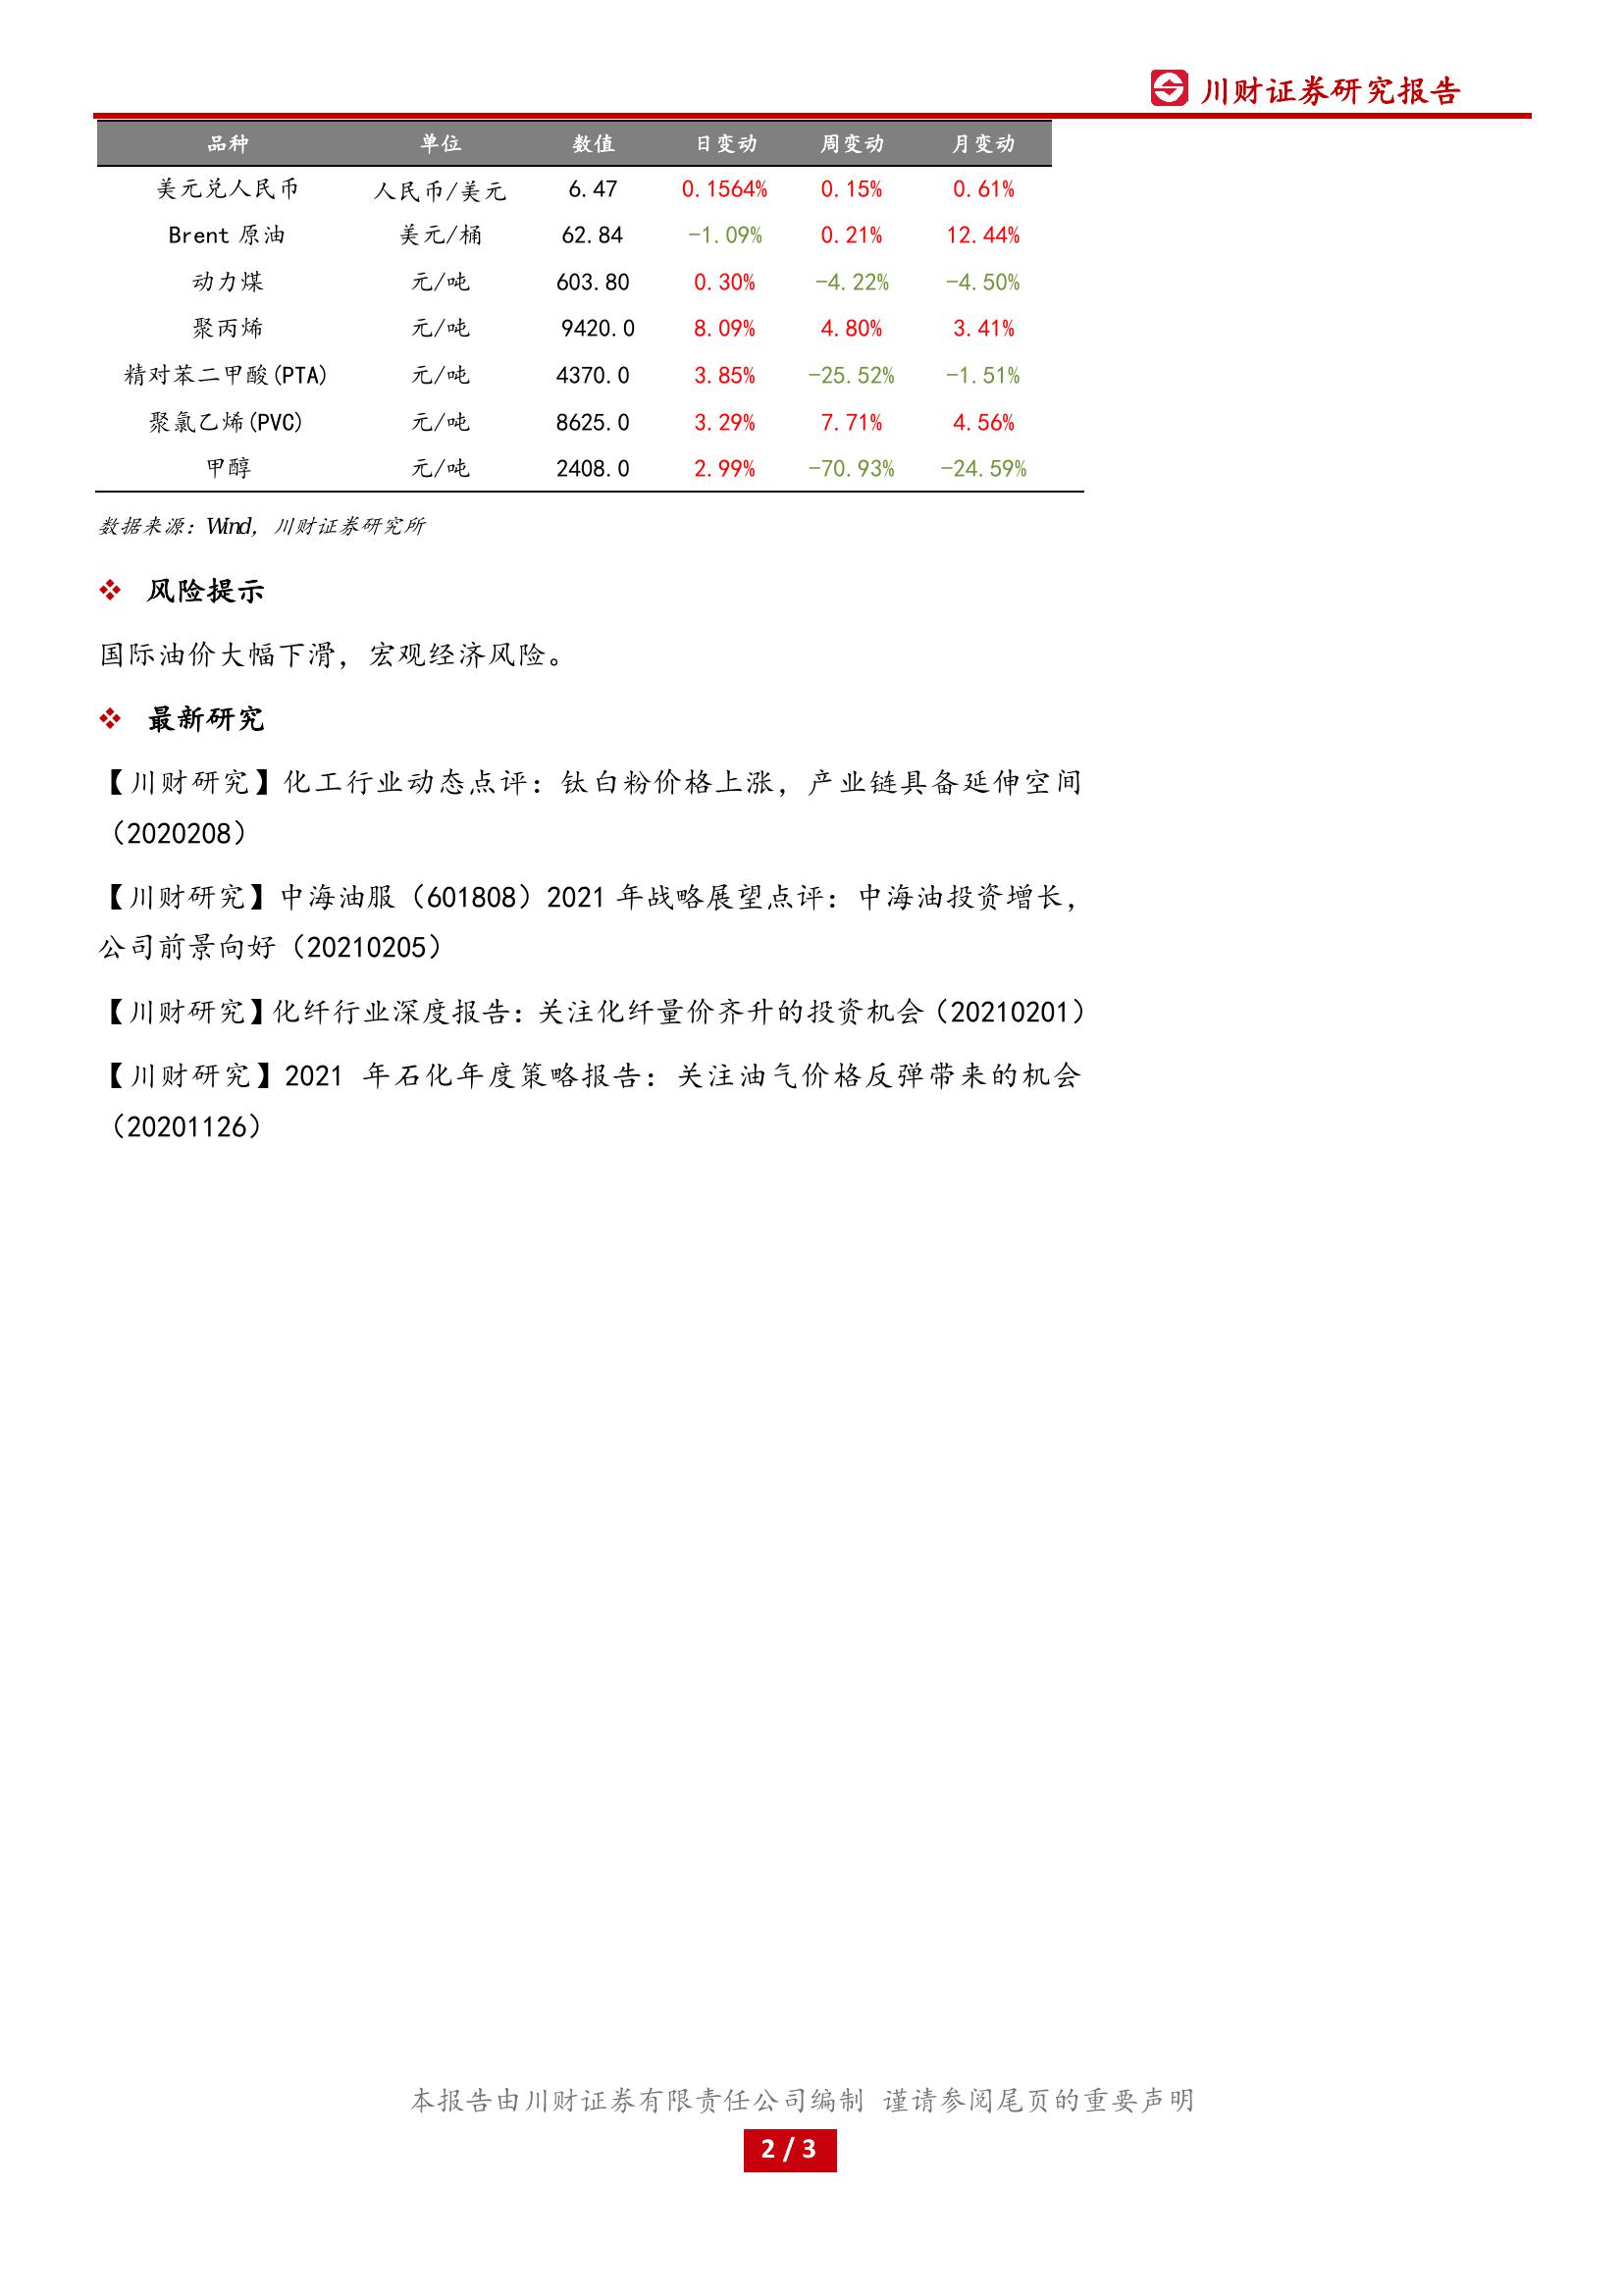 川财证券研究报告
品种 单位 数值 日变动 周变动 月变动
美元兑人民币 人民币/美元 6.47 0.1564% 0.15% 0.61%
Brent 原油 美元/桶 62.84 -1.09% 0.21% 12.44%
动力煤 元/吨 603.80 0.30% -4.22% -4.50%
聚丙烯 元/吨 9420.0 8.09% 4.80% 3.41%
精对苯二甲酸(PTA) 元/吨 4370.0 3.85% -25.52% -1.51%
聚氯乙烯(PVC) 元/吨 8625.0 3.29% 7.71% 4.56%
甲醇 元/吨 2408.0 2.99% -70.93% -24.59%
数据来源：Wind，川财证券研究所
❖ 风险提示
国际油价大幅下滑，宏观经济风险。
❖ 最新研究
【川财研究】化工行业动态点评：钛白粉价格上涨，产业链具备延伸空间
（2020208）
【川财研究】中海油服（601808）2021 年战略展望点评：中海油投资增长，
公司前景向好（20210205）
【川财研究】化纤行业深度报告：关注化纤量价齐升的投资机会（20210201）
【川财研究】2021 年石化年度策略报告：关注油气价格反弹带来的机会
（20201126）
本报告由川财证券有限责任公司编制 谨请参阅尾页的重要声明
2 / 3